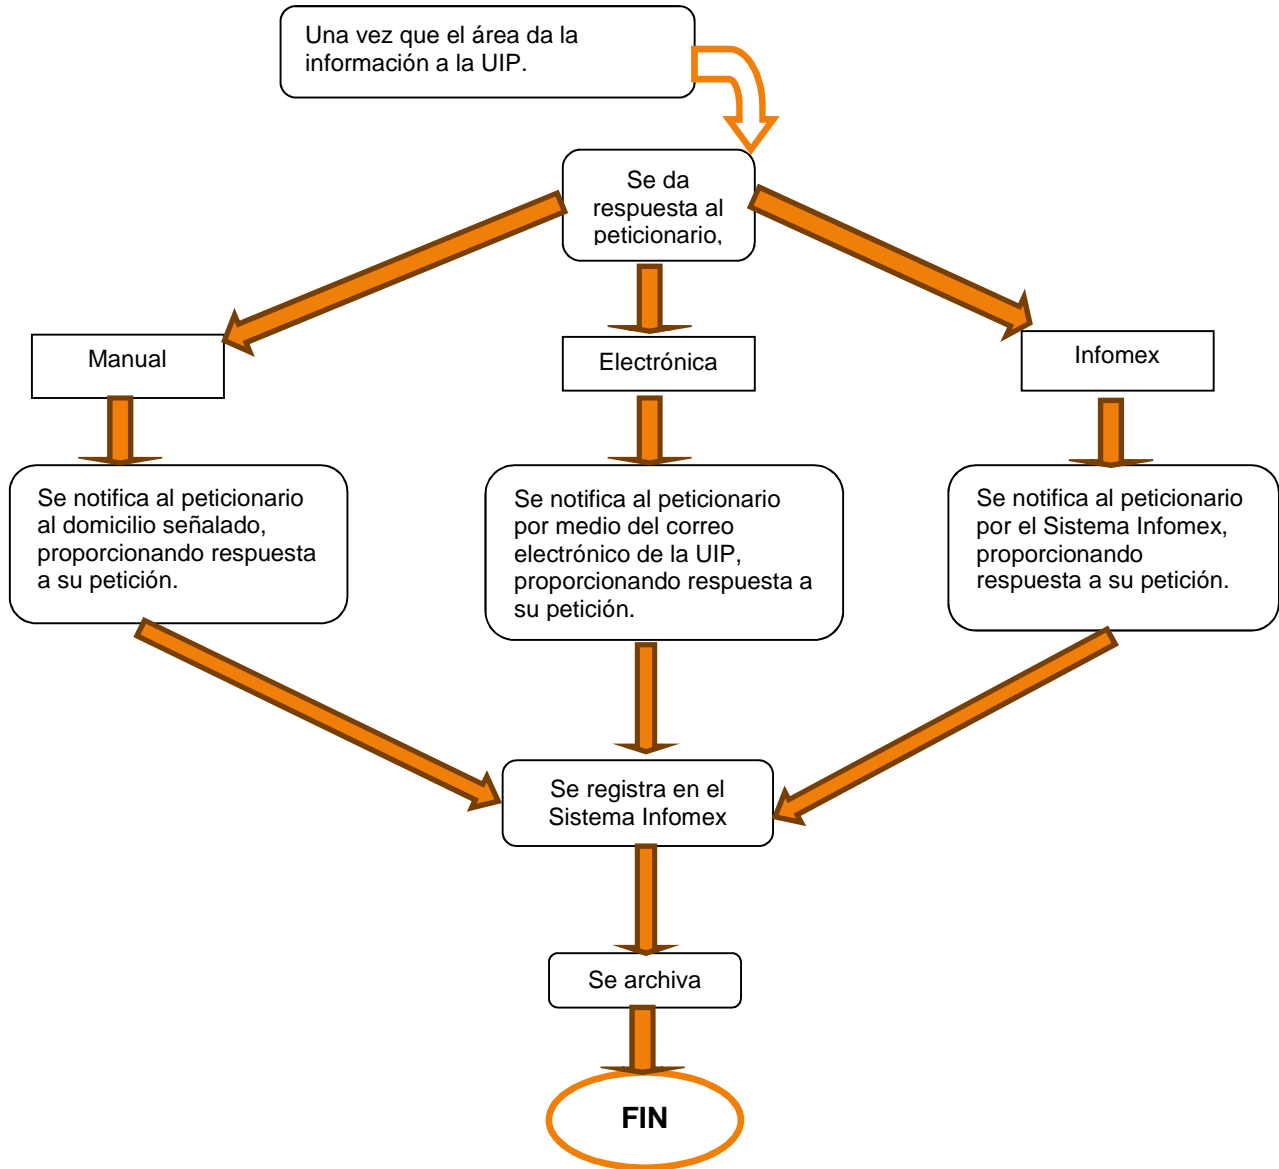 Una vez que el área da la
información a la UIP.
Se da
respuesta al
peticionario,
Manual
Electrónica
Infomex
Se notifica al peticionario
al domicilio señalado,
proporcionando respuesta
a su petición.
Se notifica al peticionario
por medio del correo
electrónico de la UIP,
proporcionando respuesta a
su petición.
Se notifica al peticionario
por el Sistema Infomex,
proporcionando
respuesta a su petición.
Se registra en el
Sistema Infomex
Se archiva
FIN